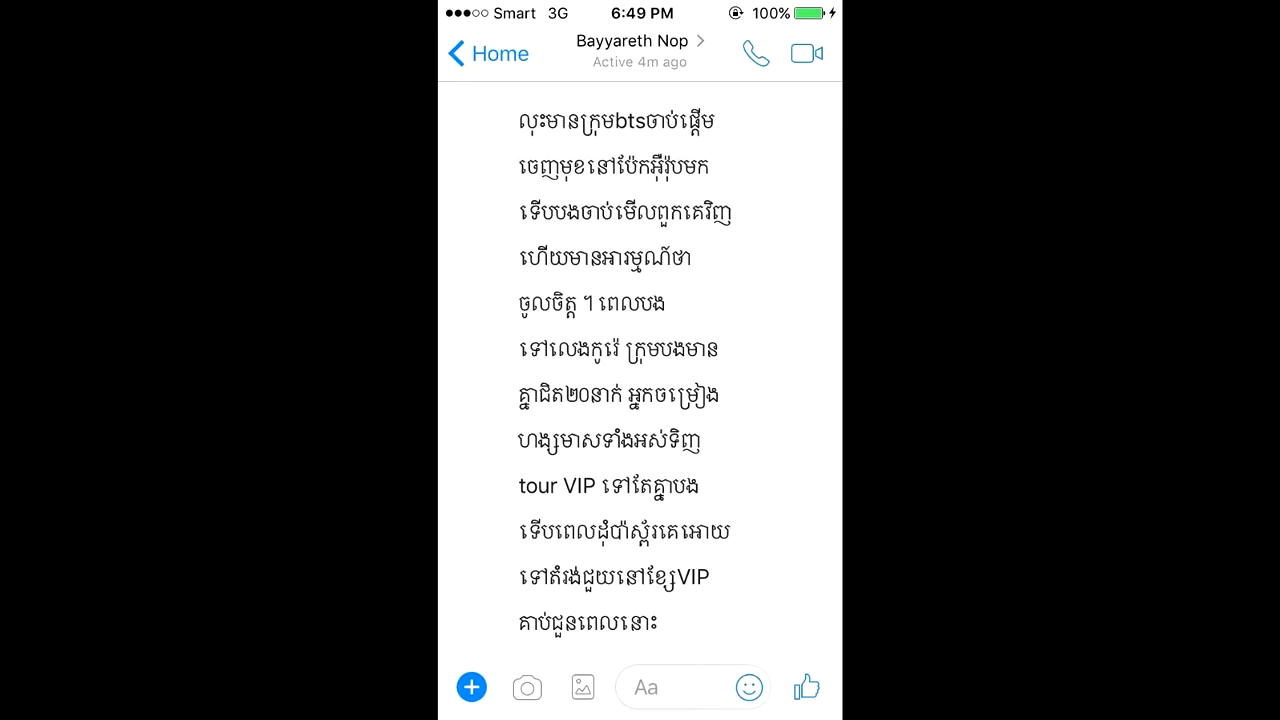 Smart 3G 6:49 PM 100%
Home
Bayyareth Nop
Active 4m ago
លុះមានក្រុមbtsចាប់ផ្តើម
ចេញមុខនៅប៉ែកអ៊ឺរ៉ុបមក
ទើបបងចាប់មើលពួកគេវិញ
ហើយមានអារម្មណ៍ថា
ចូលចិត្ត ។ ពេលបង
ទៅលេងកូរ៉េ ក្រុមបងមាន
គ្នាជិត២០នាក់ អ្នកចម្រៀង
ហង្សមាសទាំងអស់ទិញ
tour VIP ទៅតែគ្នាបង
ទើបពេលដុំប៉ាស្ព័រគេអោយ
ទៅតំរង់ជួយនៅខ្សែVIP
គាប់ជួនពេលនោះ
Aa